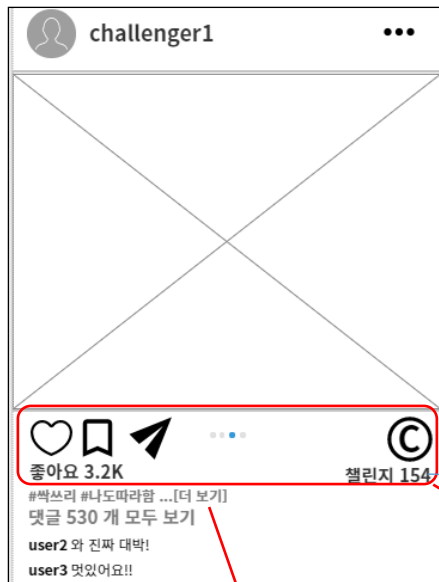 challenger1
좋아요 3.2K
챌린지 154
#싹쓰리 #나도따라함 ...[더 보기]
댓글 530 개 모두 보기
user2 와 진짜 대박!
user3 멋있어요!!